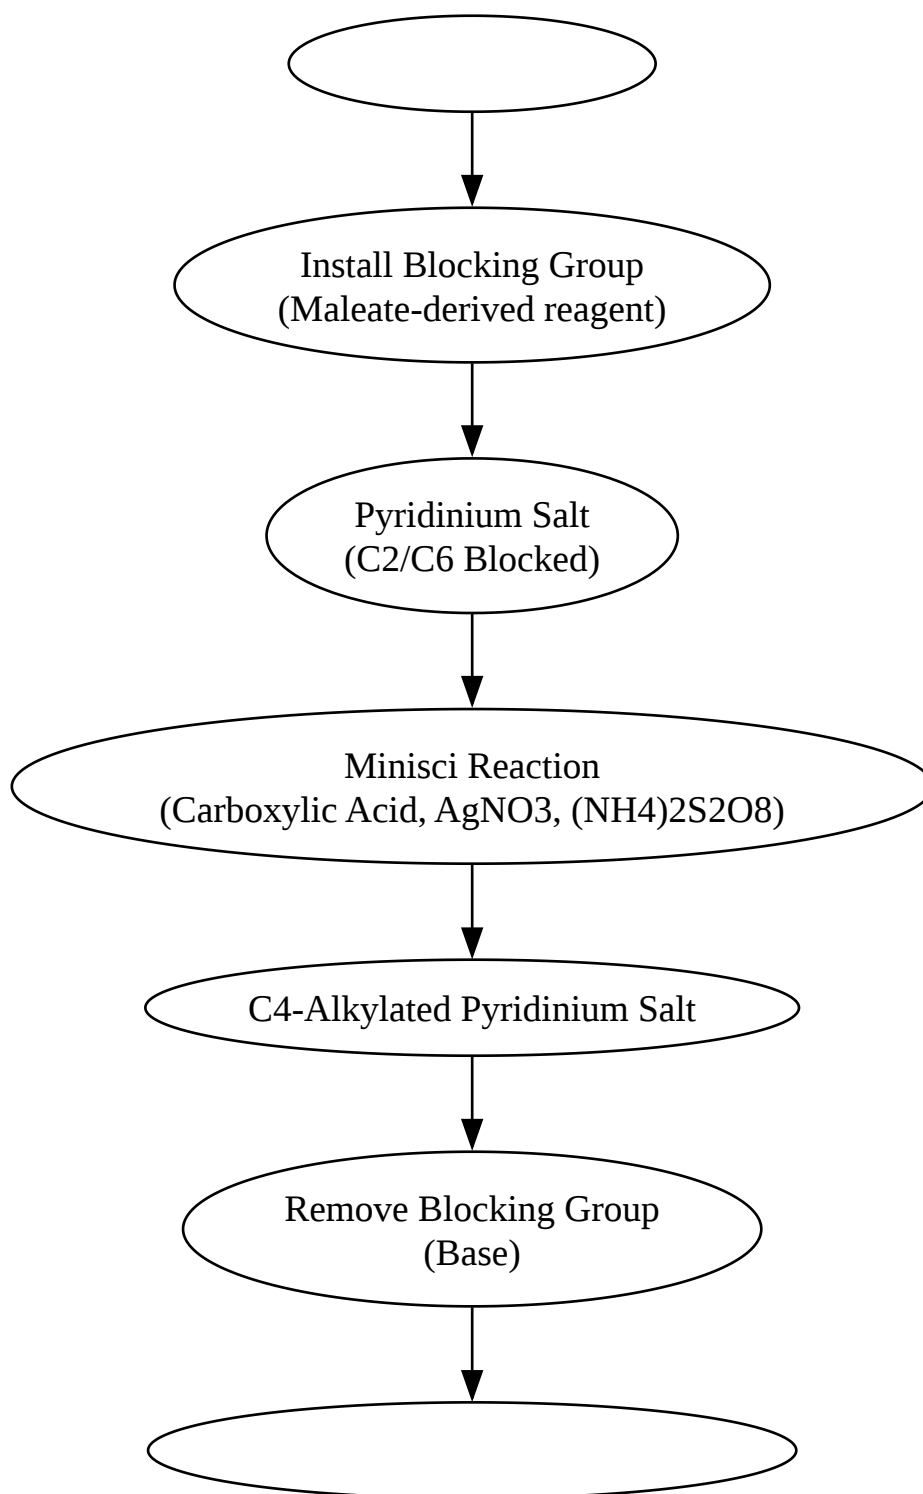 Install Blocking Group
(Maleate-derived reagent)
Pyridinium Salt
(C2/C6 Blocked)
Minisci Reaction
(Carboxylic Acid, AgNO3, (NH4)2S2O8)
C4-Alkylated Pyridinium Salt
Remove Blocking Group
(Base)